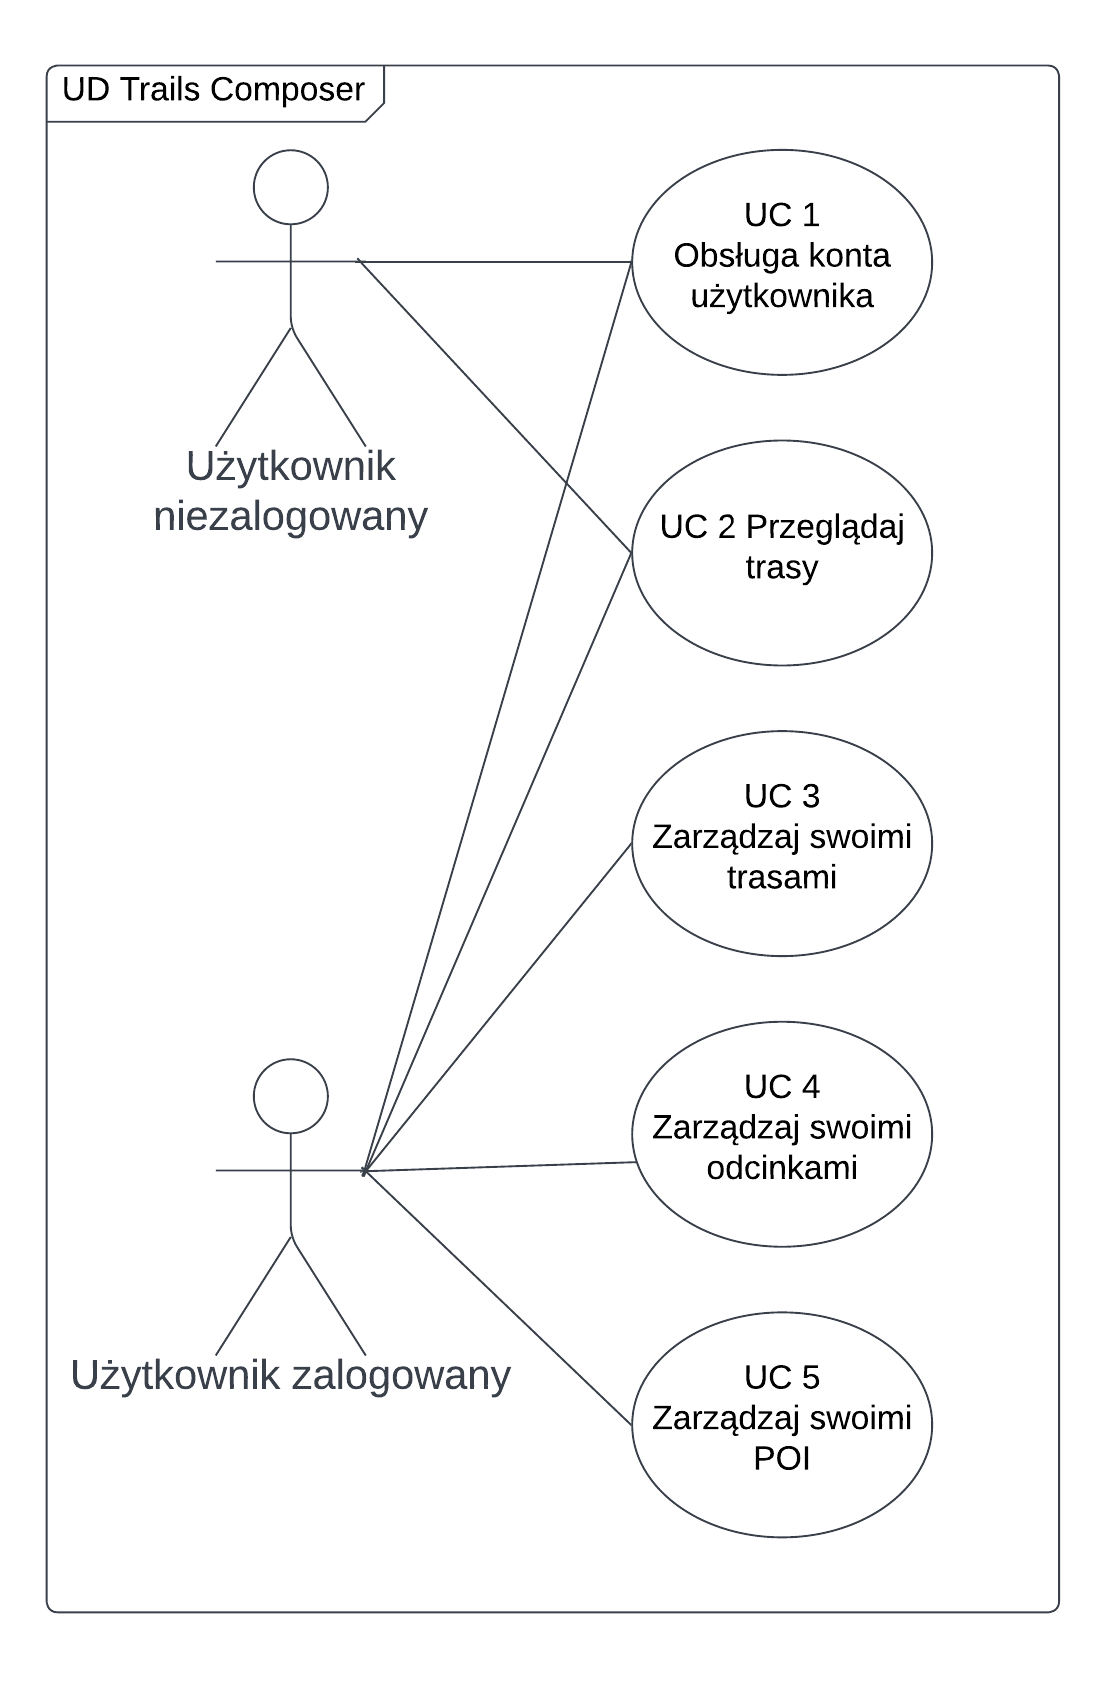 UD Trails Composer
UC 1
Obsługa konta
użytkownika
Użytkownik
niezalogowany
UC 2 Przeglądaj
trasy
UC 3
Zarządzaj swoimi
trasami
UC 4
Zarządzaj swoimi
odcinkami
Użytkownik zalogowany
UC 5
Zarządzaj swoimi
POI